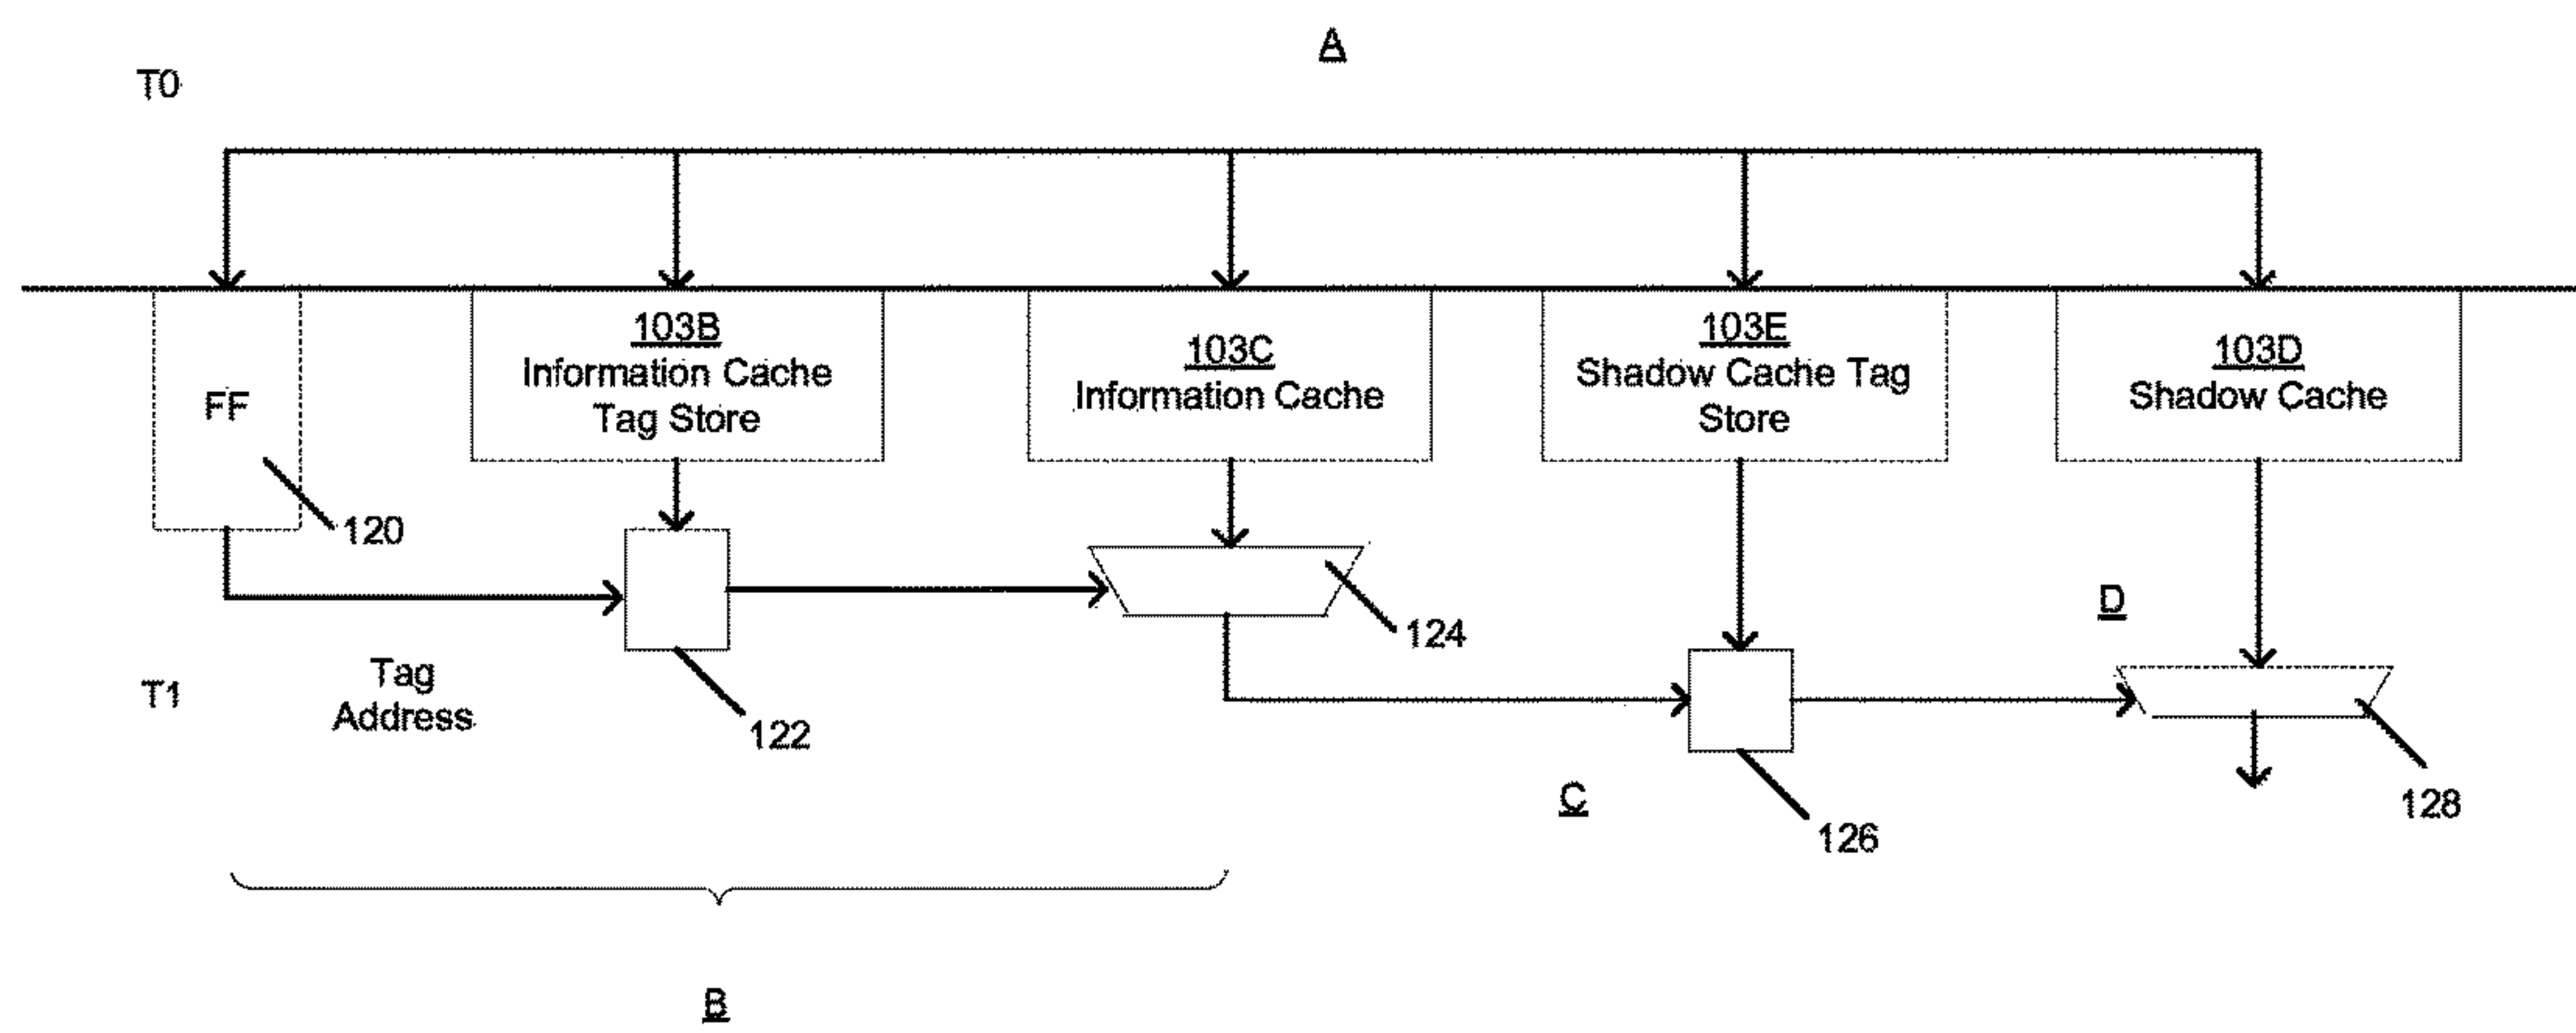 A
T0
103B
Information Cache
Tag Store
103C
Information Cache
103E
Shadow Cache Tag
Store
103D
Shadow Cache
FF
120
124
D
T1
Tag
Address
122
C
126
128
B